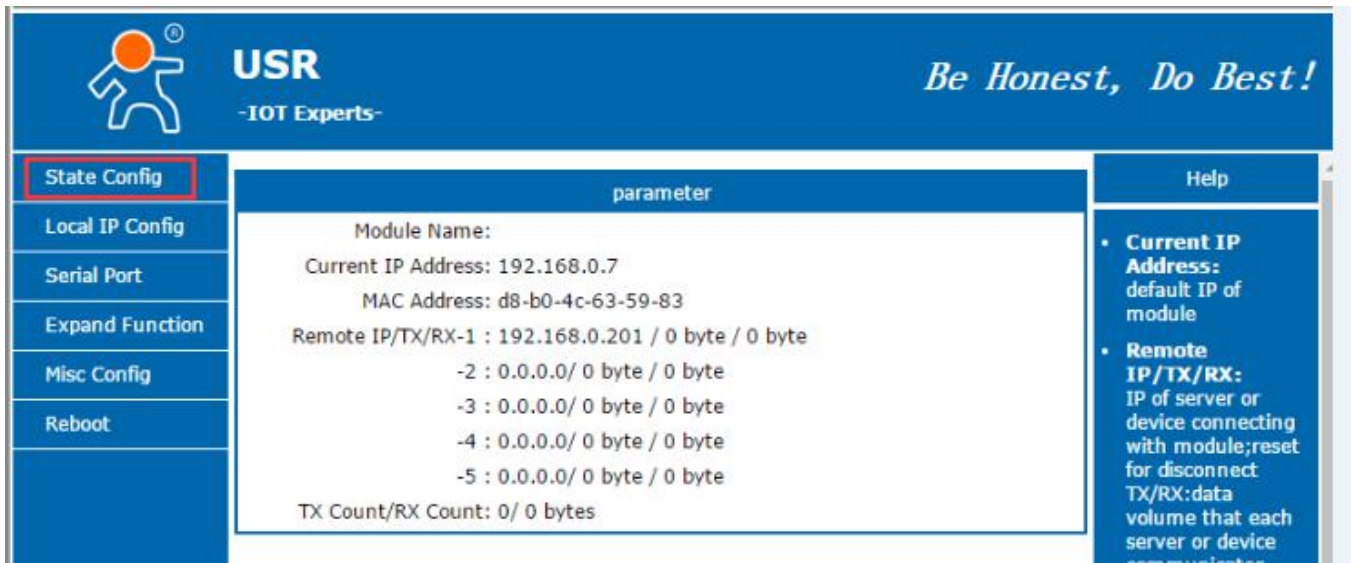 ®
USR
-IOT Experts-
Be Honest, Do Best!
State Config
Local IP Config
Serial Port
Expand Function
Misc Config
Reboot
parameter
Module Name:
Current IP Address: 192.168.0.7
MAC Address: d8-b0-4c-63-59-83
Remote IP/TX/RX-1 : 192.168.0.201 / 0 byte / 0 byte
-2 : 0.0.0.0/ 0 byte / 0 byte
-3 : 0.0.0.0/ 0 byte / 0 byte
-4 : 0.0.0.0/ 0 byte / 0 byte
-5 : 0.0.0.0/ 0 byte / 0 byte
TX Count/RX Count: 0/ 0 bytes
Help
• Current IP
Address:
default IP of
module
• Remote
IP/TX/RX:
IP of server or
device connecting
with module;reset
for disconnect
TX/RX:data
volume that each
server or device